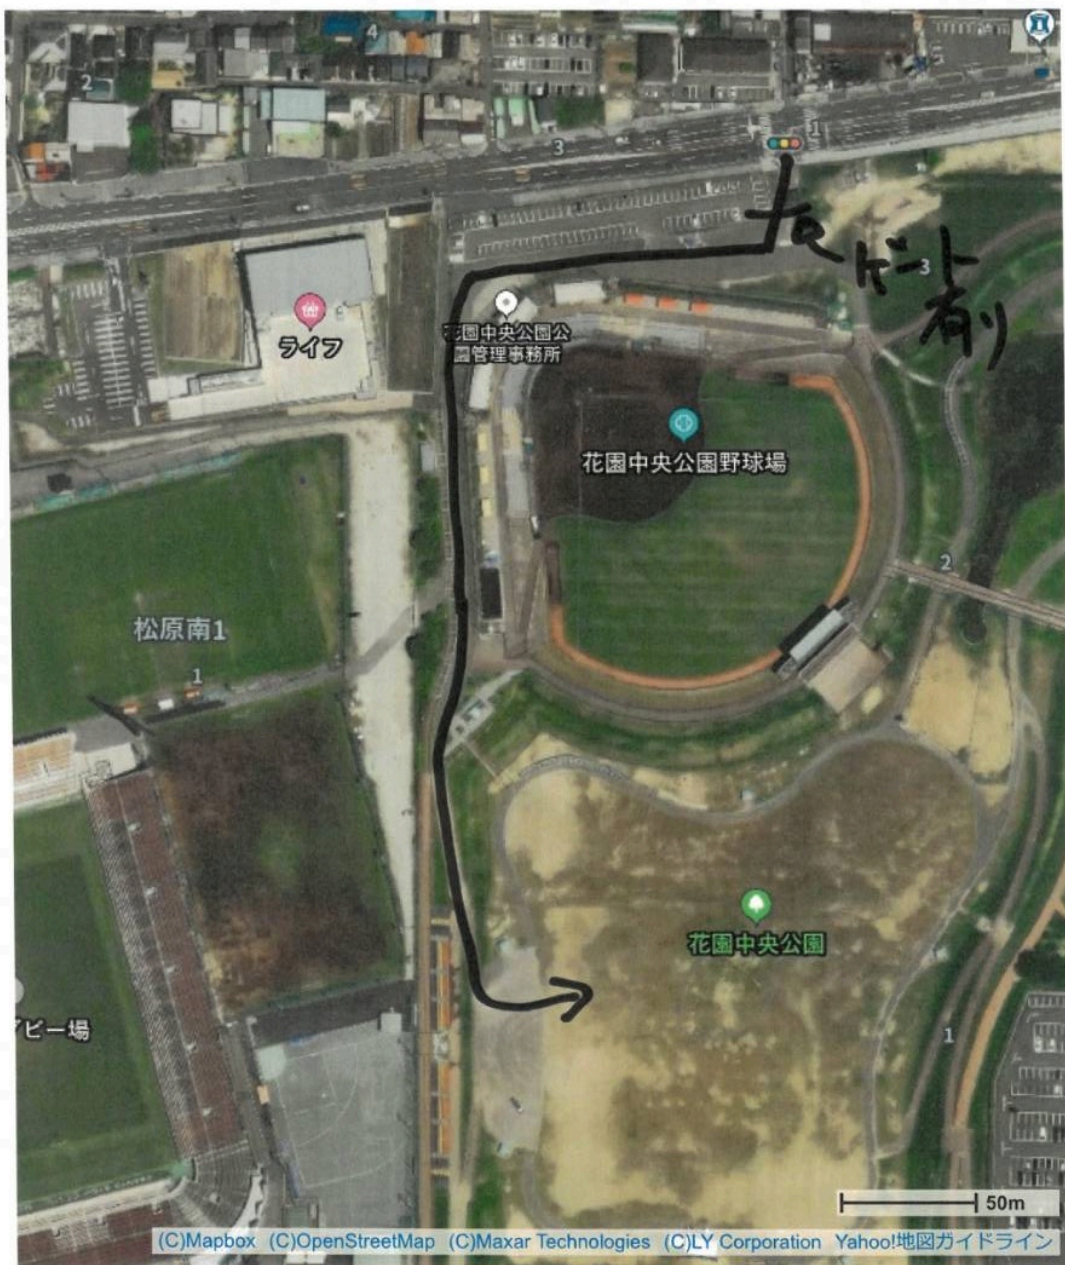 4
2
1
3
ゲート
有り
3
ライフ
花園中央公園公
園管理事務所
花園中央公園野球場
2
松原南1
1
花園中央公園
ビー場
1
50m
(C)Mapbox (C)OpenStreetMap (C)Maxar Technologies (C)LY Corporation Yahoo!地図ガイドライン